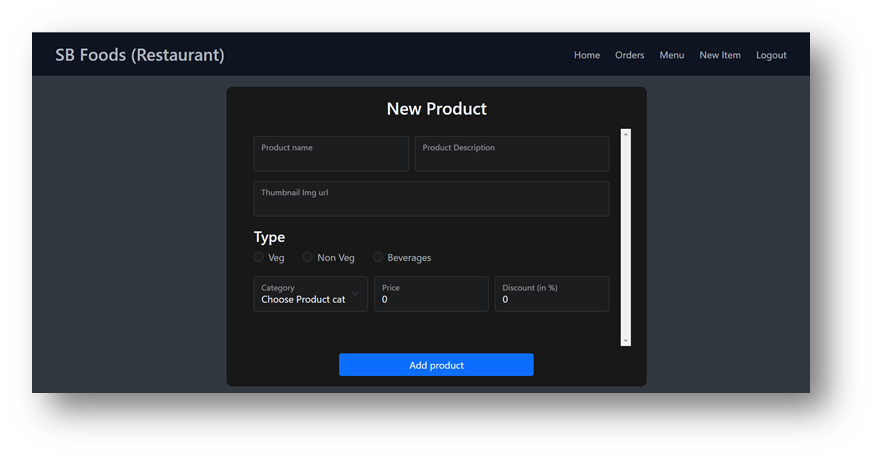 SB Foods (Restaurant) Home Orders Menu New Item Logout
New Product
Product name Product Description
Thumbnail Img url
Type
Veg Non Veg Beverages
Category Price Discount (in %)
Choose Product cat 0 0
Add product